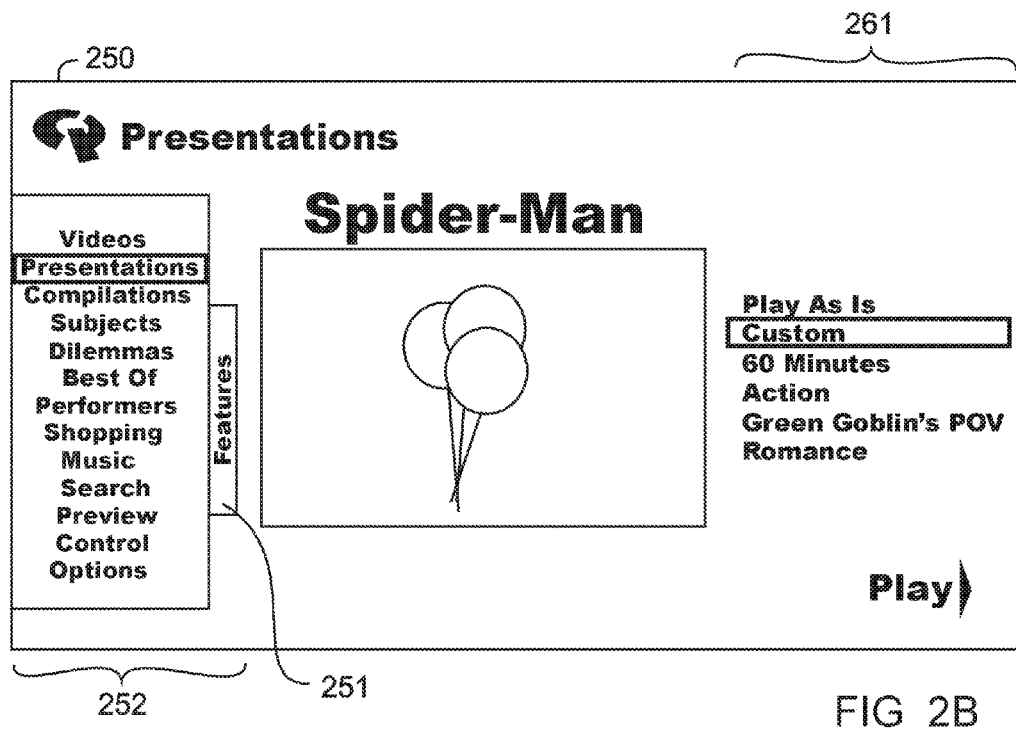 250
261
Presentations
Spider-Man
Videos
Presentations
Compilations
Subjects
Dilemmas
Best Of
Performers
Shopping
Music
Search
Preview
Control
Options
Features
Play As Is
Custom
60 Minutes
Action
Green Goblin's POV
Romance
Play
252
251
FIG 2B